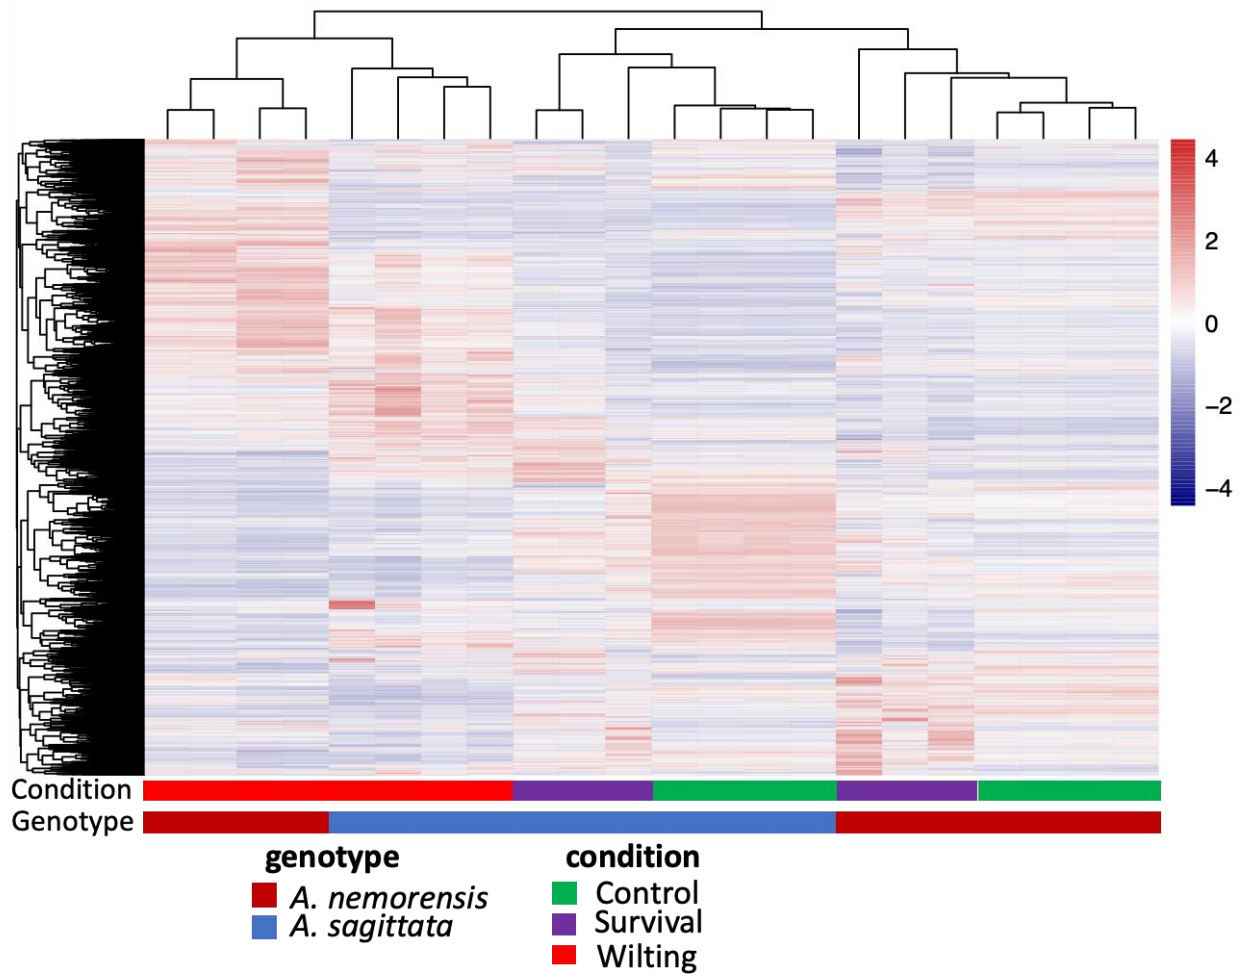 4
2
0
−2
−4
Condition
Genotype
genotype
A. nemorensis
A. sagittata
condition
Control
Survival
Wilting